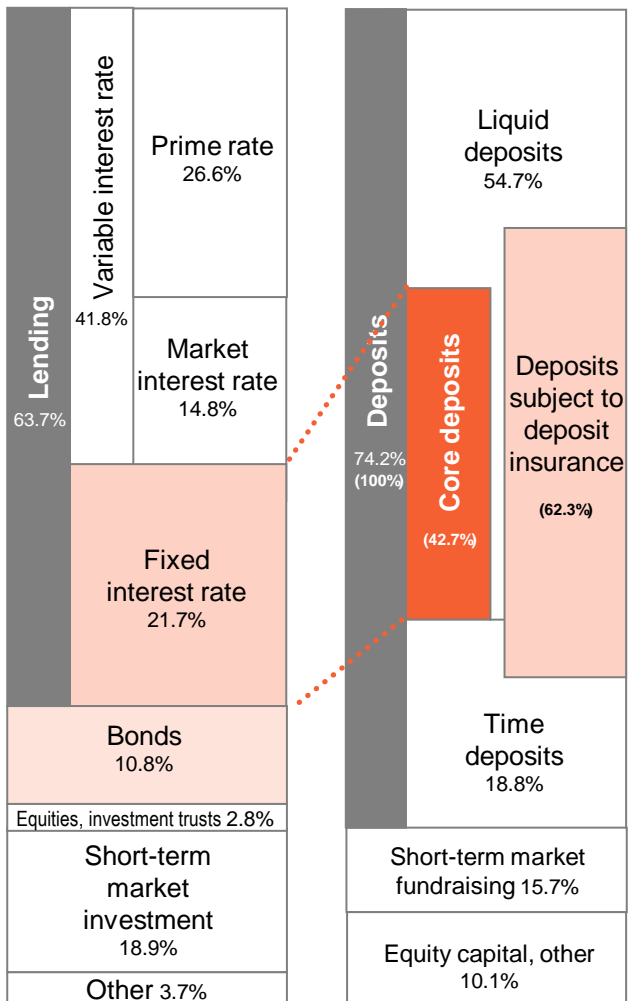 Lending
63.7%
Variable interest rate
41.8%
Prime rate
26.6%
Market
interest rate
14.8%
Fixed
interest rate
21.7%
Bonds
10.8%
Equities, investment trusts 2.8%
Short-term
market
investment
18.9%
Other 3.7%
Deposits
74.2%
(100%)
Liquid
deposits
54.7%
Core deposits
(42.7%)
Deposits
subject to
deposit
insurance
(62.3%)
Time
deposits
18.8%
Short-term market
fundraising 15.7%
Equity capital, other
10.1%